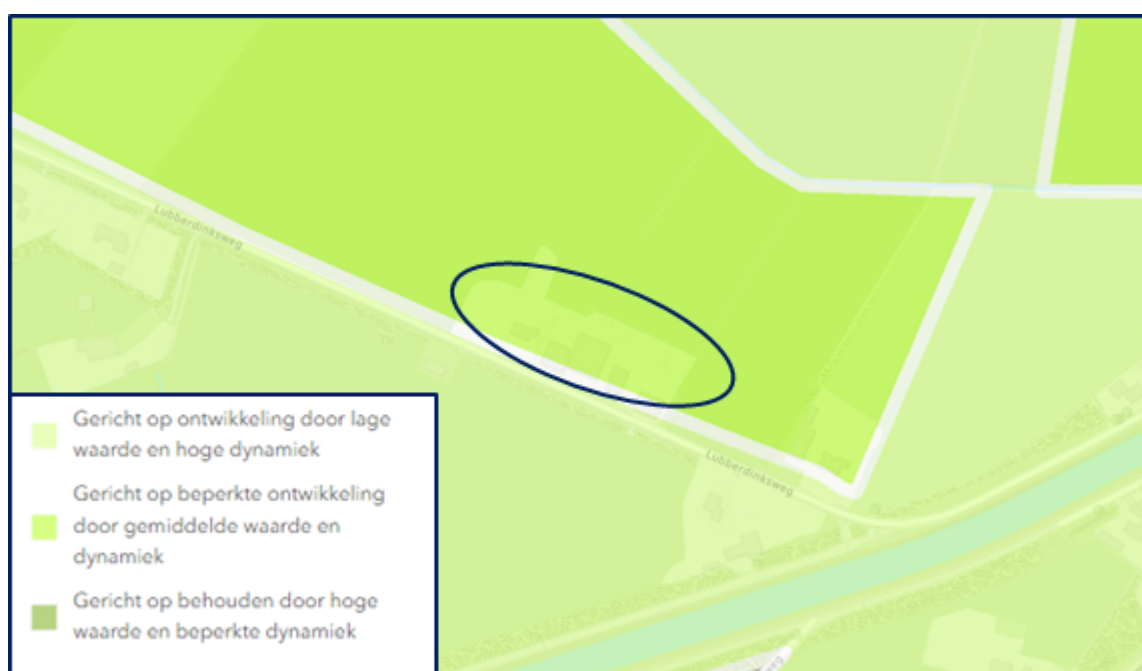 Lubberdinksweg
Lubberdinksweg
Gericht op ontwikkeling door lage
waarde en hoge dynamiek
Gericht op beperkte ontwikkeling
door gemiddelde waarde en
dynamiek
Gericht op behouden door hoge
waarde en beperkte dynamiek